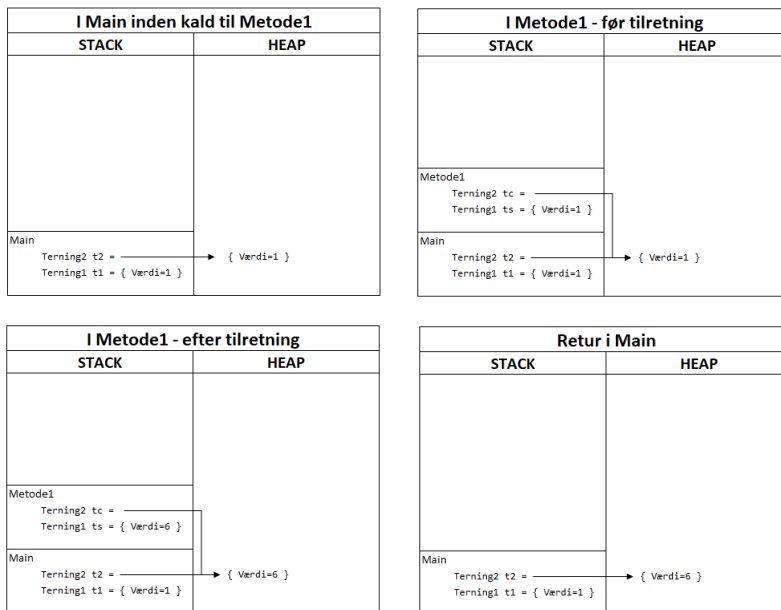 I Main inden kald til Metode1
STACK HEAP
Main
Terning2 t2 = { Værdi=1 }
Terning1 t1 = { Værdi=1 }
I Metode1 - før tilretning
STACK HEAP
Metode1
Terning2 tc =
Terning1 ts = { Værdi=1 }
Main
Terning2 t2 = { Værdi=1 }
Terning1 t1 = { Værdi=1 }
I Metode1 - efter tilretning
STACK HEAP
Metode1
Terning2 tc =
Terning1 ts = { Værdi=6 }
Main
Terning2 t2 = { Værdi=6 }
Terning1 t1 = { Værdi=1 }
Retur i Main
STACK HEAP
Main
Terning2 t2 = { Værdi=6 }
Terning1 t1 = { Værdi=1 }